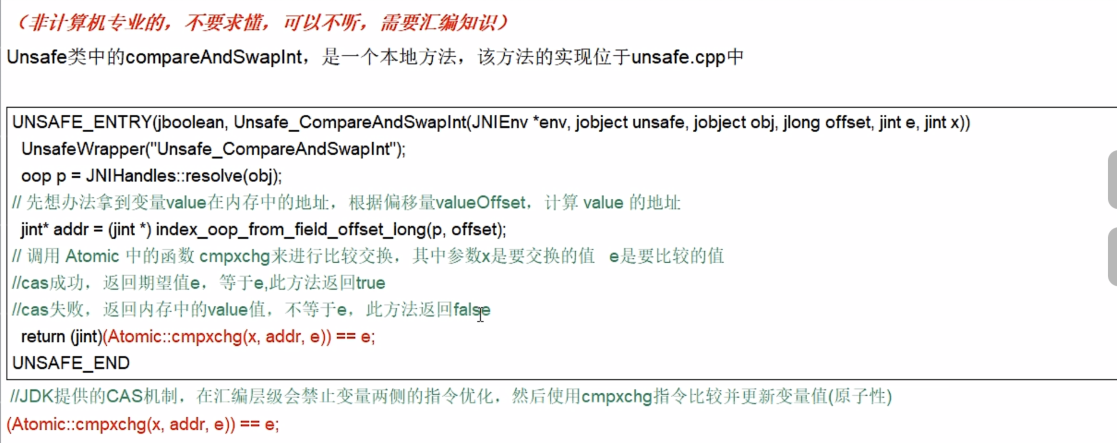 （非计算机专业的，不要求懂，可以不听，需要汇编知识）
Unsafe类中的compareAndSwapInt，是一个本地方法，该方法的实现位于unsafe.cpp中
UNSAFE_ENTRY(jboolean, Unsafe_CompareAndSwapInt(JNIEnv *env, jobject unsafe, jobject obj, jlong offset, jint e, jint x))
UnsafeWrapper("Unsafe_CompareAndSwapInt");
oop p = JNIHandles::resolve(obj);
// 先想办法拿到变量value在内存中的地址，根据偏移量valueOffset，计算 value 的地址
jint* addr = (jint *) index_oop_from_field_offset_long(p, offset);
// 调用 Atomic 中的函数 cmpxchg来进行比较交换，其中参数x是要交换的值 e是要比较的值
//cas成功，返回期望值e，等于e,此方法返回true
//cas失败，返回内存中的value值，不等于e，此方法返回false
return (jint)(Atomic::cmpxchg(x, addr, e)) == e;
UNSAFE_END
//JDK提供的CAS机制，在汇编层级会禁止变量两侧的指令优化，然后使用cmpxchg指令比较并更新变量值(原子性)
(Atomic::cmpxchg(x, addr, e)) == e;